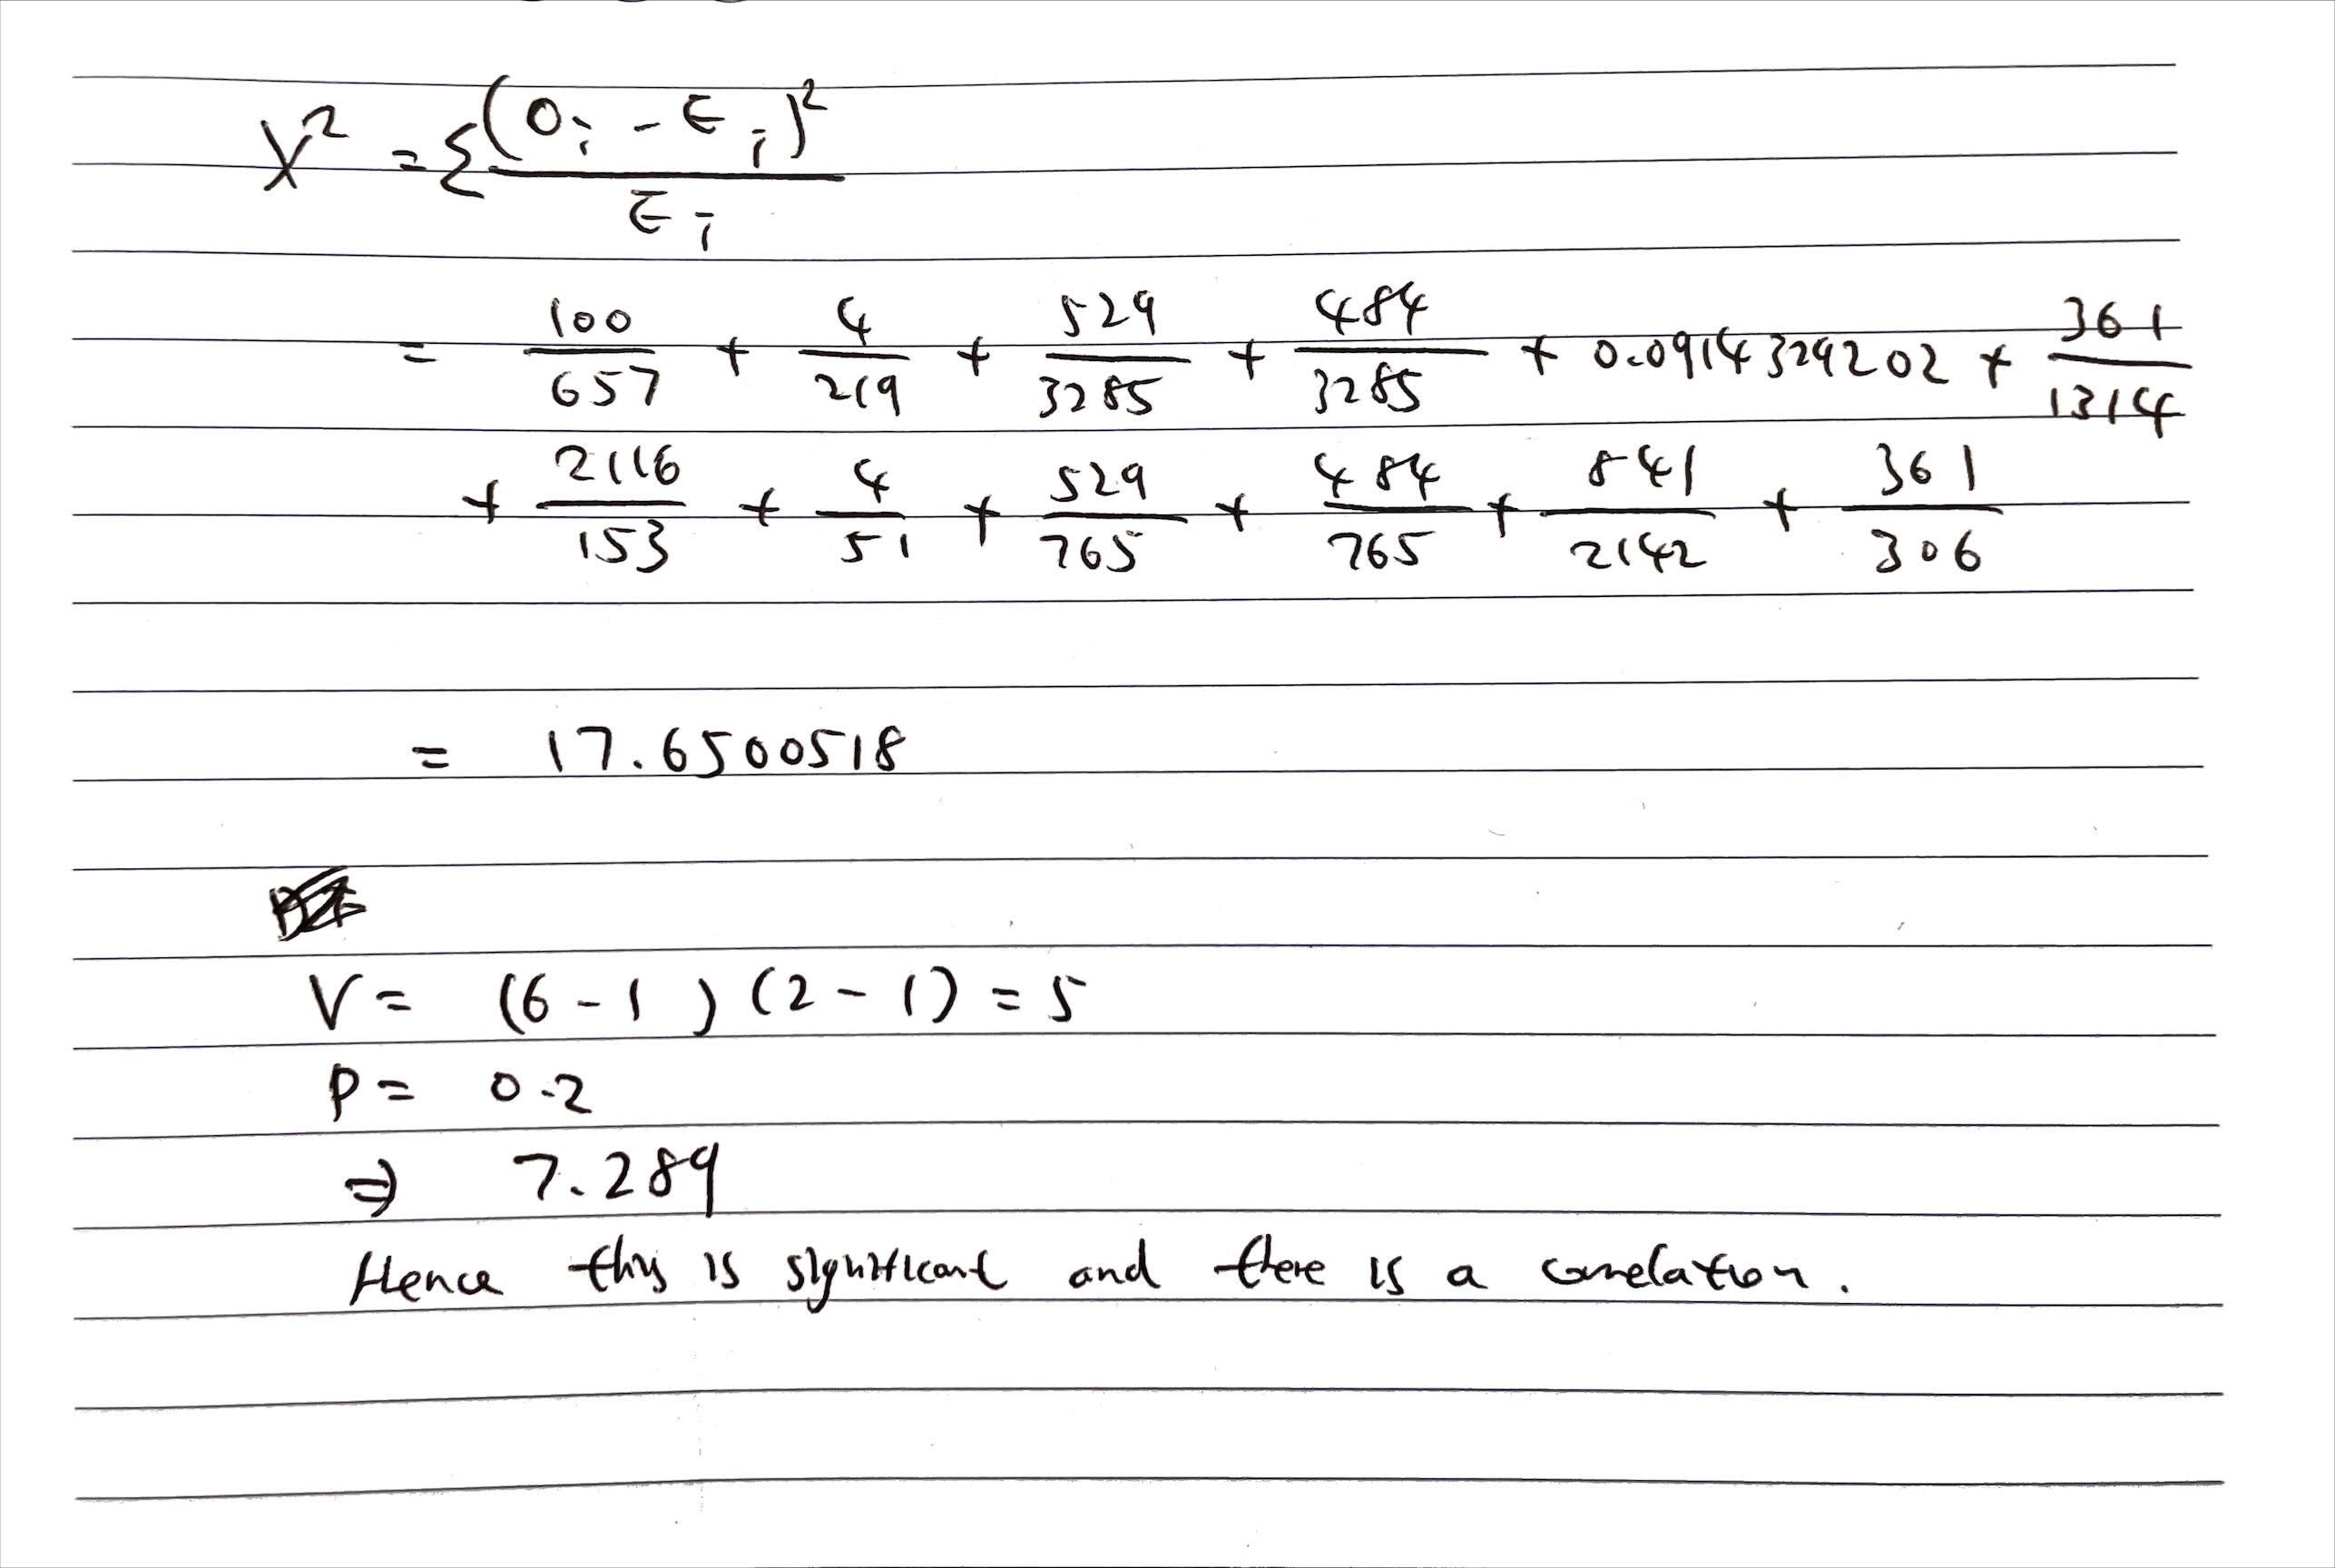 X² = Σ (Oᵢ - Eᵢ)² / Eᵢ
= 100/657 + 4/219 + 529/3285 + 484/3285 + 0.0914324202 + 361/1314
+ 2116/153 + 4/51 + 529/765 + 484/765 + 841/2142 + 361/306
= 17.6500518
V = (6-1)(2-1) = 5
P = 0.2
⇒ 7.289
Hence this is significant and there is a correlation.